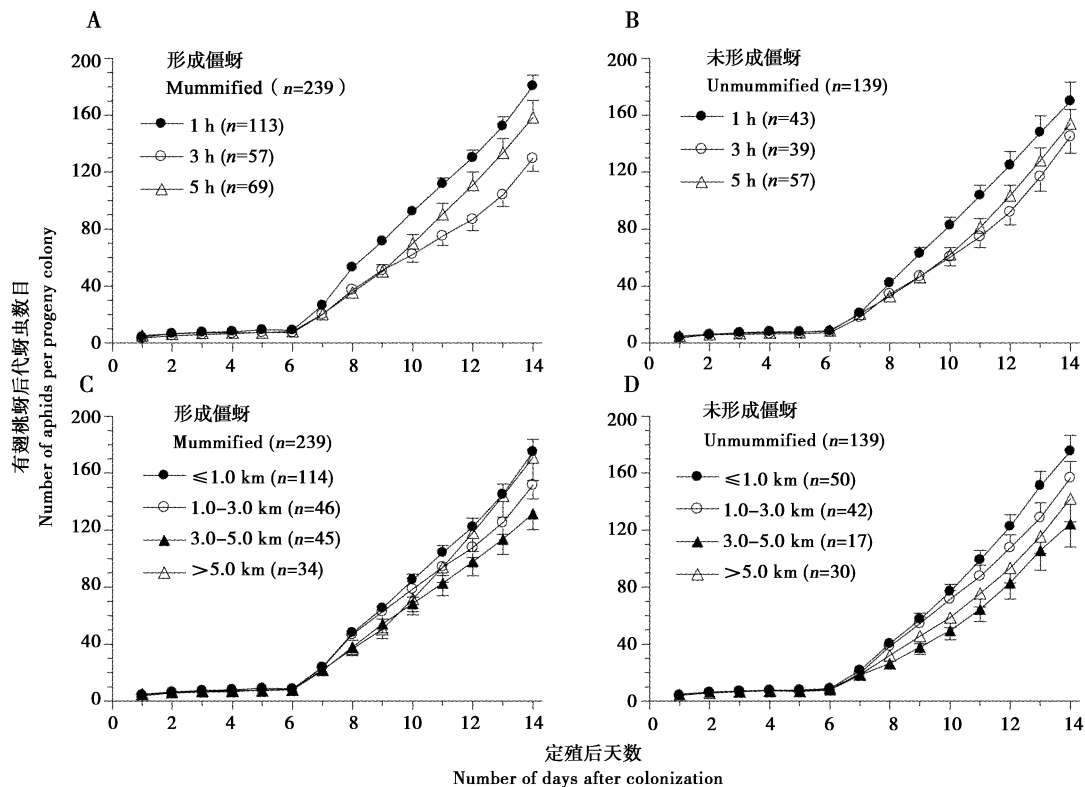 A
形成僵蚜
Mummified ( n=239 )
1 h (n=113)
3 h (n=57)
5 h (n=69)
200
160
120
80
40
0
0 2 4 6 8 10 12 14
B
未形成僵蚜
Unmummified (n=139)
1 h (n=43)
3 h (n=39)
5 h (n=57)
200
160
120
80
40
0
0 2 4 6 8 10 12 14
C
形成僵蚜
Mummified (n=239)
≤1.0 km (n=114)
1.0-3.0 km (n=46)
3.0-5.0 km (n=45)
>5.0 km (n=34)
200
160
120
80
40
0
0 2 4 6 8 10 12 14
D
未形成僵蚜
Unmummified (n=139)
≤1.0 km (n=50)
1.0-3.0 km (n=42)
3.0-5.0 km (n=17)
>5.0 km (n=30)
200
160
120
80
40
0
0 2 4 6 8 10 12 14
有翅桃蚜后代蚜虫数目
Number of aphids per progeny colony
定殖后天数
Number of days after colonization